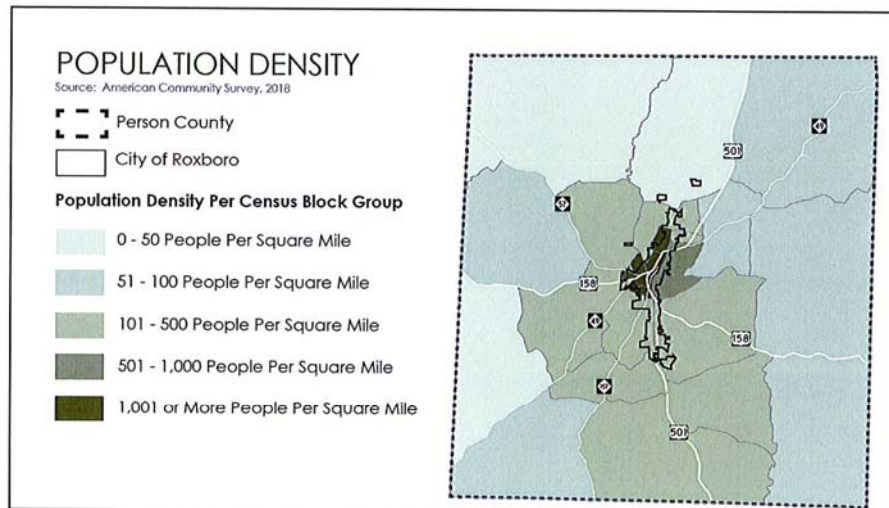 POPULATION DENSITY
Source: American Community Survey, 2018
Person County
City of Roxboro
Population Density Per Census Block Group
0 - 50 People Per Square Mile
51 - 100 People Per Square Mile
101 - 500 People Per Square Mile
501 - 1,000 People Per Square Mile
1,001 or More People Per Square Mile
49
501
57
158
49
158
157
501